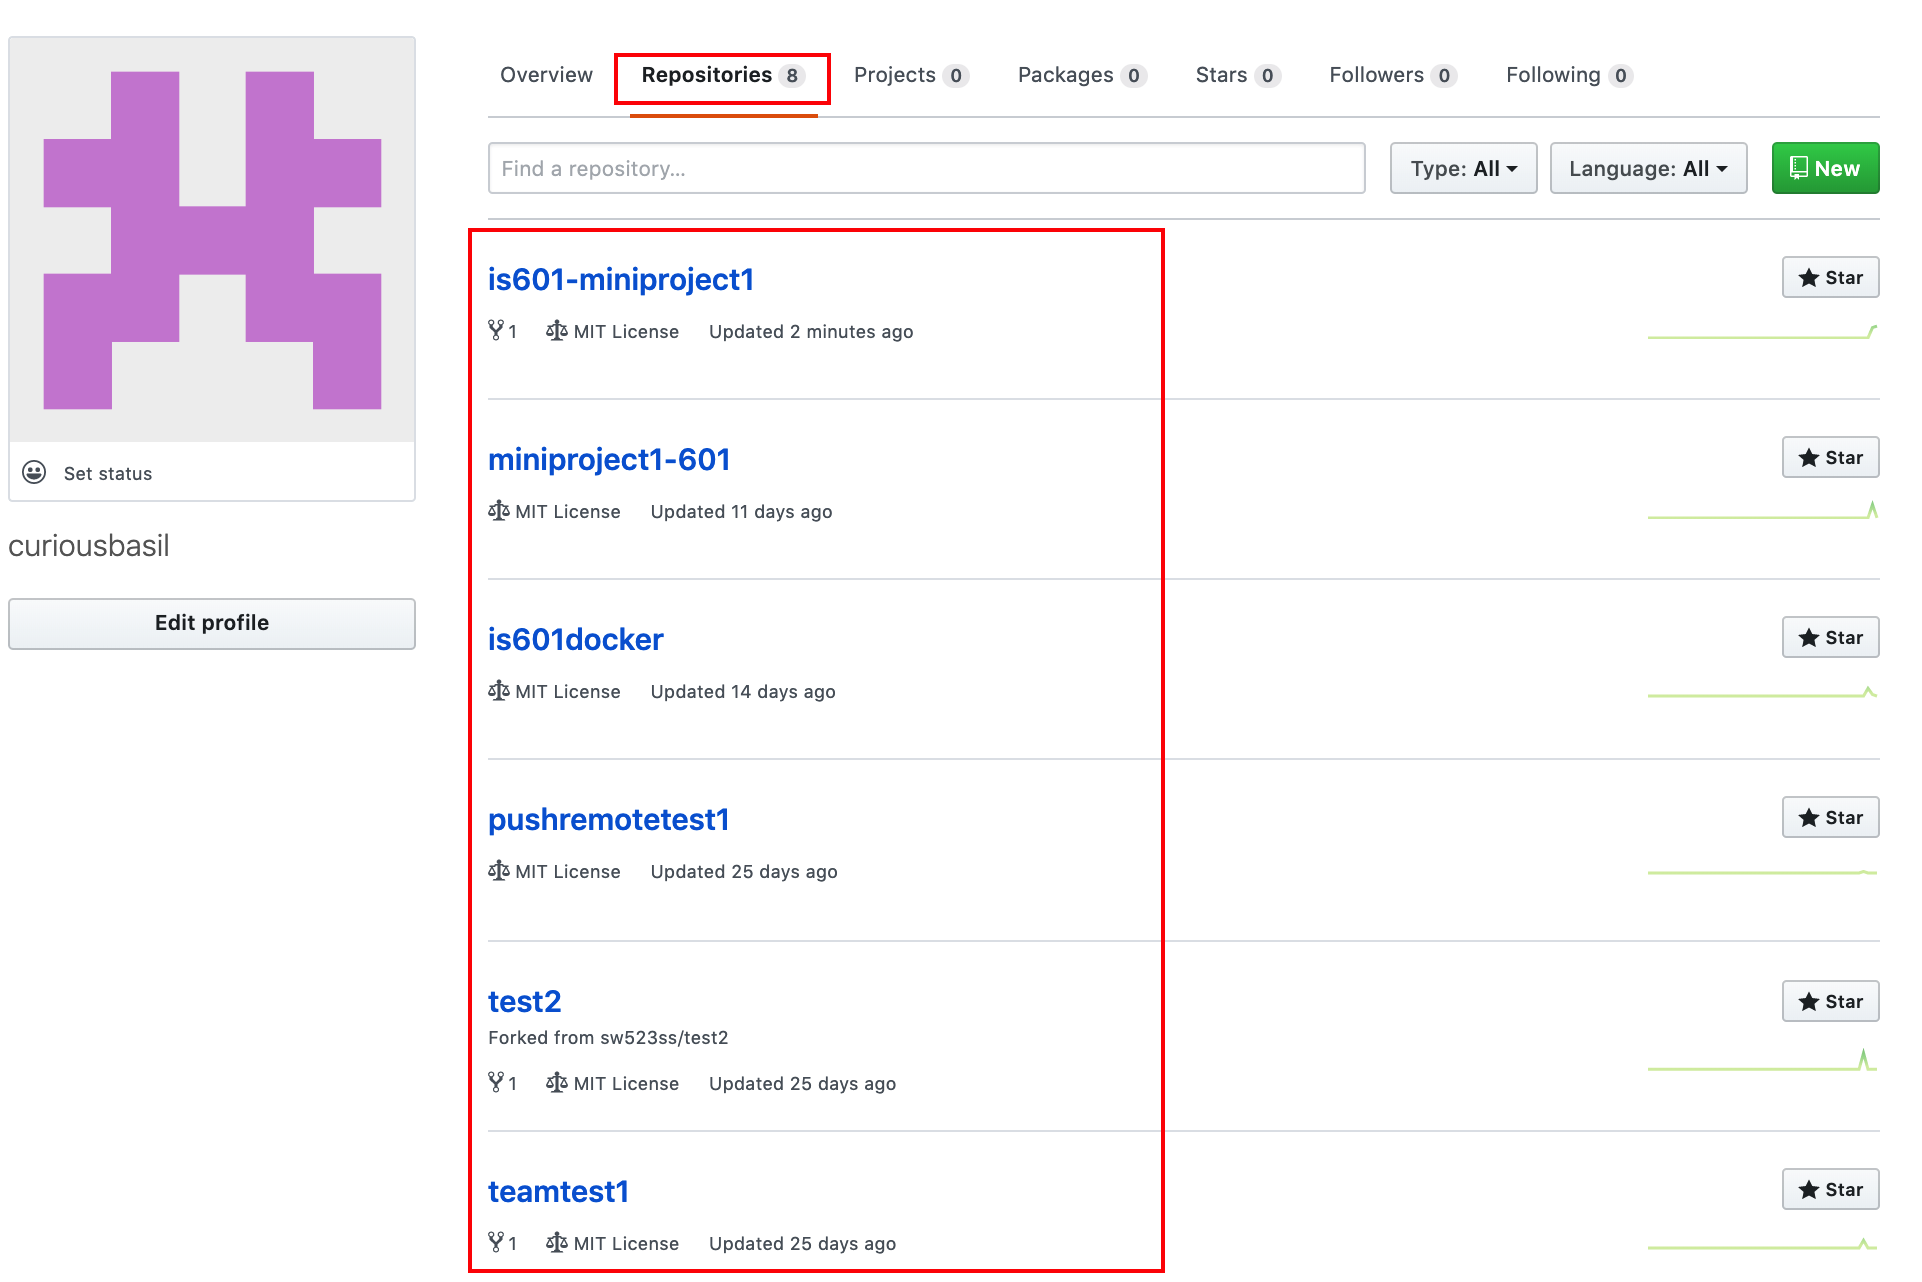 Overview Repositories 8 Projects 0 Packages 0 Stars 0 Followers 0 Following 0
Find a repository... Type: All Language: All New
is601-miniproject1 Star
1 MIT License Updated 2 minutes ago
miniproject1-601 Star
MIT License Updated 11 days ago
Set status
curiousbasil
Edit profile
is601docker Star
MIT License Updated 14 days ago
pushremotetest1 Star
MIT License Updated 25 days ago
test2 Star
Forked from sw523ss/test2
1 MIT License Updated 25 days ago
teamtest1 Star
1 MIT License Updated 25 days ago